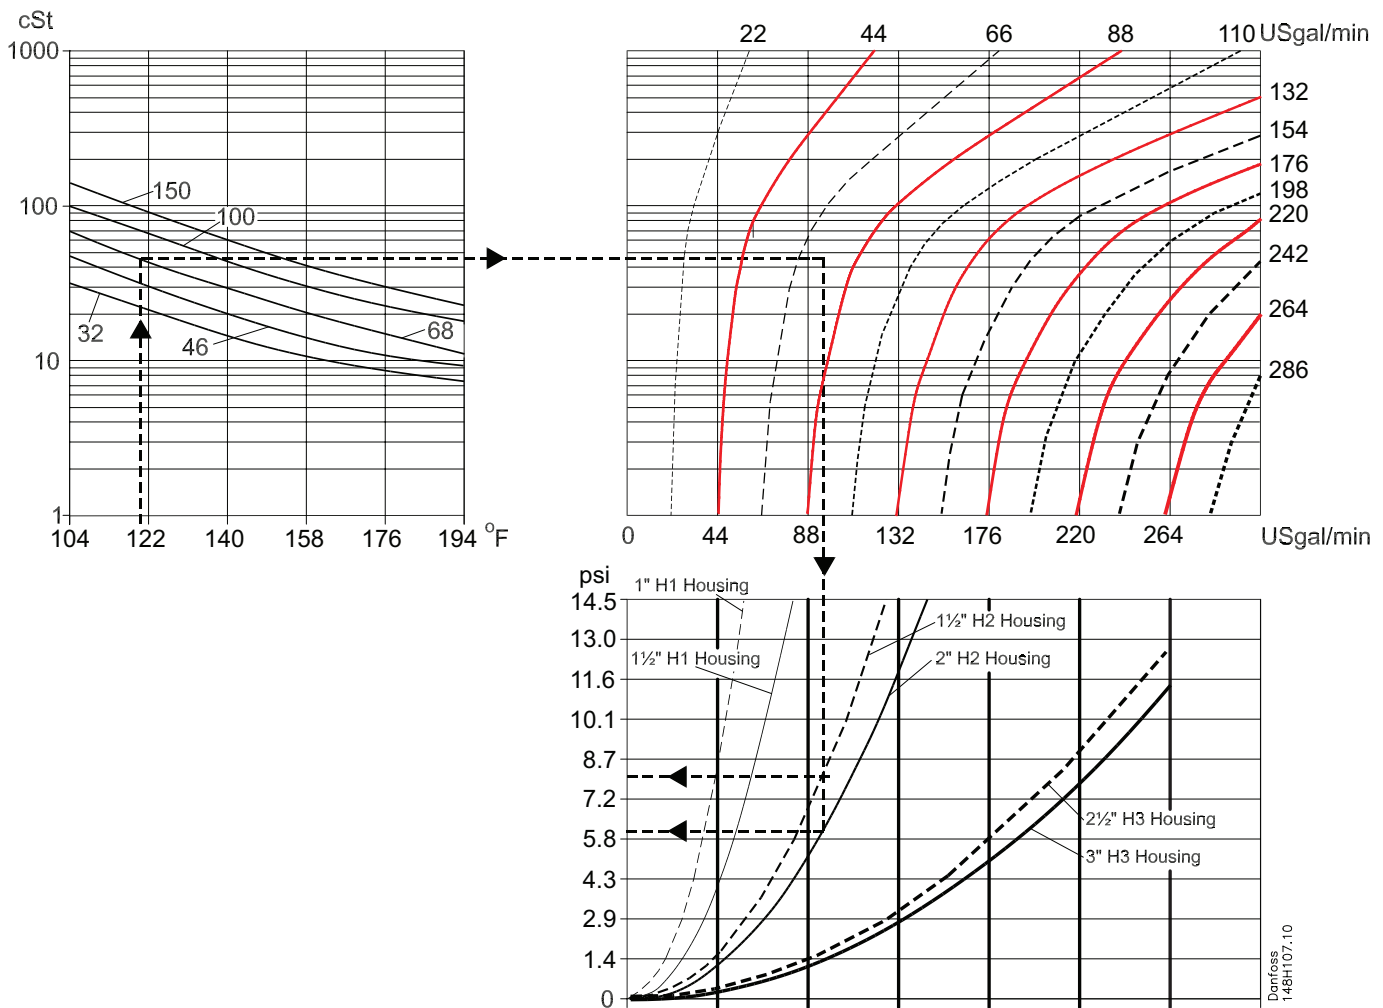 cSt
1000
100
10
1
150
100
32
46
68
104 122 140 158 176 194 °F
22 44 66 88 110 USgal/min
132
154
176
198
220
242
264
286
0 44 88 132 176 220 264 USgal/min
psi
14.5
13.0
11.6
10.1
8.7
7.2
5.8
4.3
2.9
1.4
0
1" H1 Housing
1½" H1 Housing
1½" H2 Housing
2" H2 Housing
2½" H3 Housing
3" H3 Housing
Danfoss
148H107.10